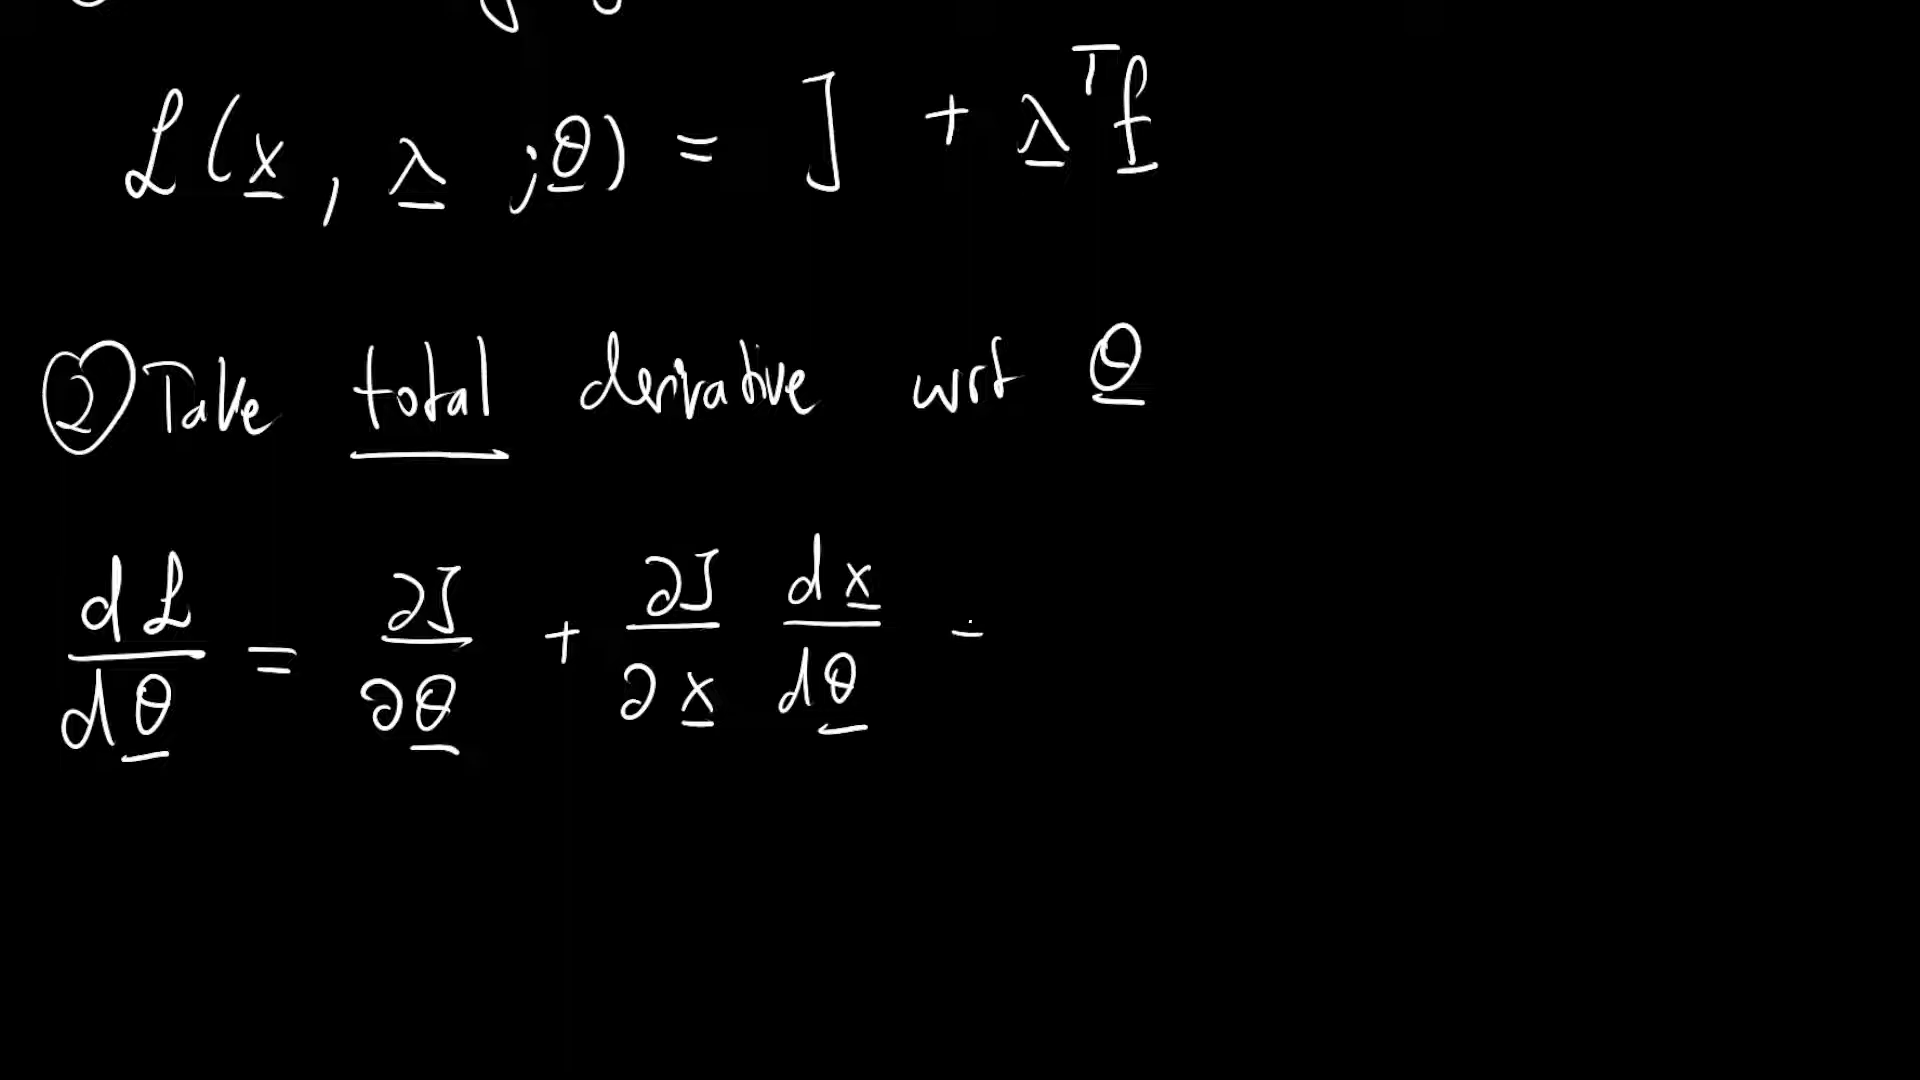 ℒ(x, λ ; θ) = J + λᵀf
② Take total derivative wrt θ
dℒ/dθ = ∂J/∂θ + ∂J/∂x dx/dθ -